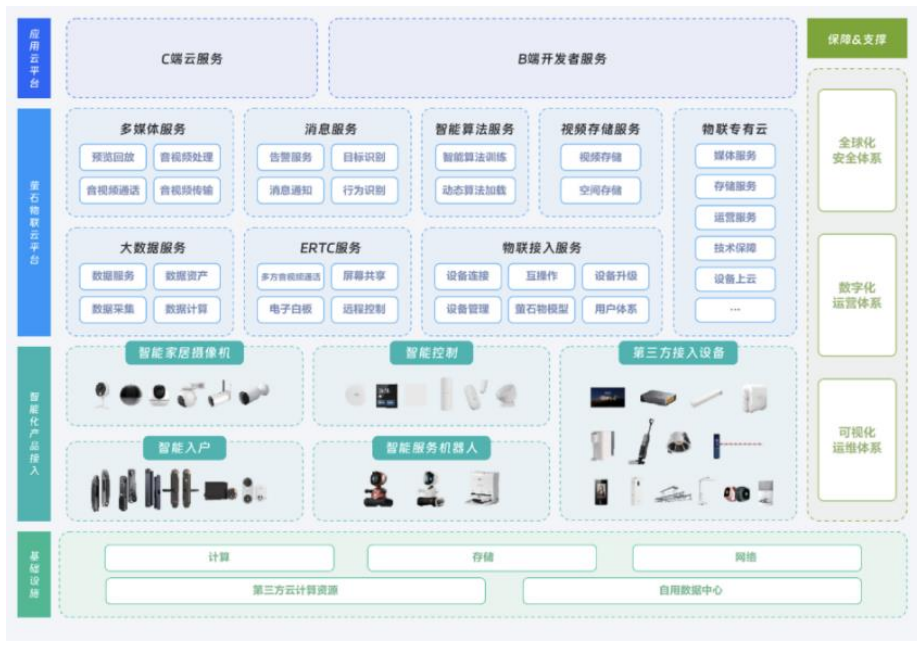 应用云平台
C端云服务
B端开发者服务
保障&支撑
萤石物联云平台
多媒体服务
预览回放
音视频处理
音视频通话
音视频传输
消息服务
告警服务
目标识别
消息通知
行为识别
智能算法服务
智能算法训练
动态算法加载
视频存储服务
视频存储
空间存储
物联专有云
媒体服务
存储服务
运营服务
技术保障
设备上云
...
大数据服务
数据服务
数据资产
数据采集
数据计算
ERTC服务
多方音视频通话
屏幕共享
电子白板
远程控制
物联接入服务
设备连接
互操作
设备升级
设备管理
萤石物模型
用户体系
全球化
安全体系
数字化
运营体系
可视化
运维体系
智能化产品接入
智能家居摄像机
智能控制
第三方接入设备
智能入户
智能服务机器人
基础设施
计算
存储
网络
第三方云计算资源
自用数据中心